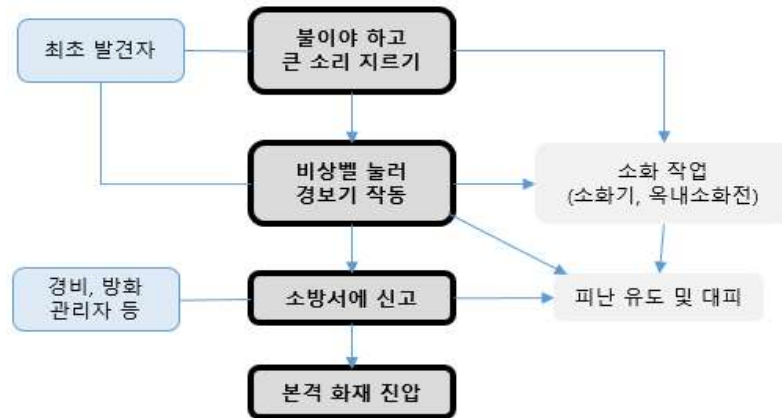 최초 발견자
불이야 하고
큰 소리 지르기
비상벨 눌러
경보기 작동
소화 작업
(소화기, 옥내소화전)
경비, 방화
관리자 등
소방서에 신고
피난 유도 및 대피
본격 화재 진압